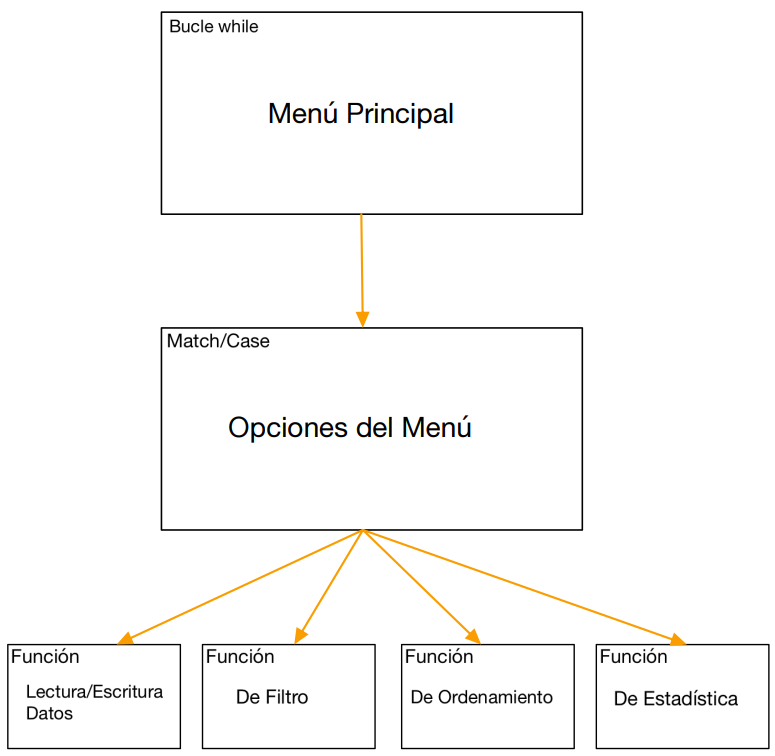 Bucle while
Menú Principal
Match/Case
Opciones del Menú
Función
Lectura/Escritura
Datos
Función
De Filtro
Función
De Ordenamiento
Función
De Estadística